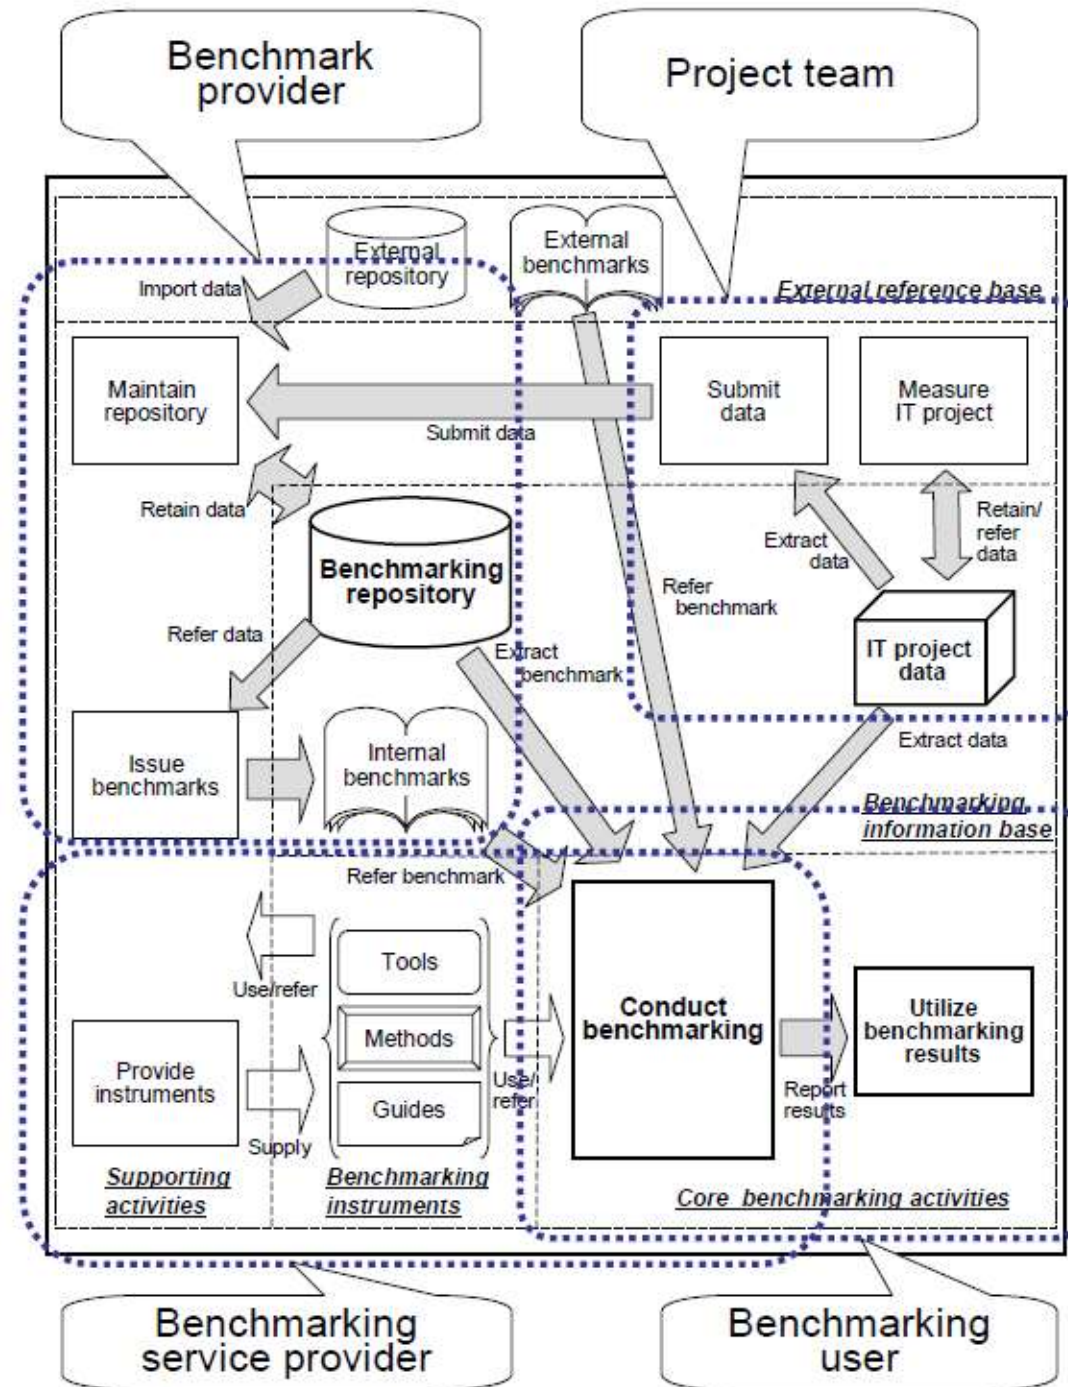 Benchmark
provider
Project team
External
repository
External
benchmarks
Import data
External reference base
Maintain
repository
Submit
data
Measure
IT project
Submit data
Retain data
Extract
data
Retain/
refer
data
Benchmarking
repository
Refer
benchmark
IT project
data
Refer data
Extract
benchmark
Extract data
Issue
benchmarks
Internal
benchmarks
Benchmarking
information base
Refer benchmark
Tools
Use/refer
Conduct
benchmarking
Utilize
benchmarking
results
Methods
Provide
instruments
Use/
refer
Report
results
Guides
Supply
Supporting
activities
Benchmarking
instruments
Core benchmarking activities
Benchmarking
service provider
Benchmarking
user